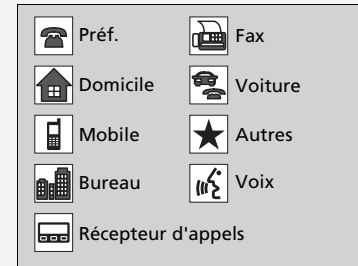 Préf.
Fax
Domicile
Voiture
Mobile
Autres
Bureau
Voix
Récepteur d'appels